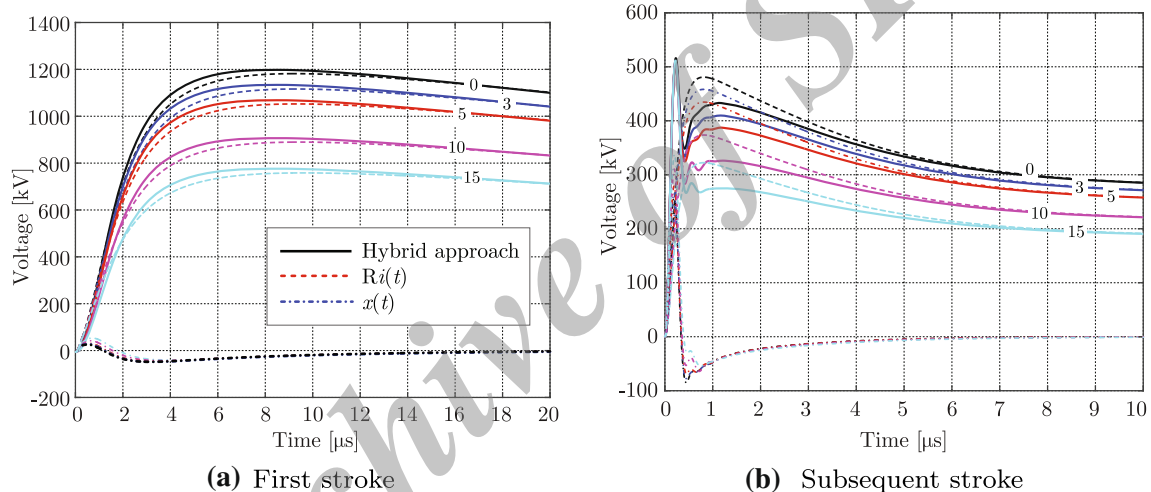 1400
1200
1000
800
600
400
200
0
-200
Voltage [kV]
0
3
5
10
15
Hybrid approach
Ri(t)
x(t)
0 2 4 6 8 10 12 14 16 18 20
Time [μs]
(a) First stroke
600
500
400
300
200
100
0
-100
Voltage [kV]
0
3
5
10
15
0 1 2 3 4 5 6 7 8 9 10
Time [μs]
(b) Subsequent stroke
chive of S